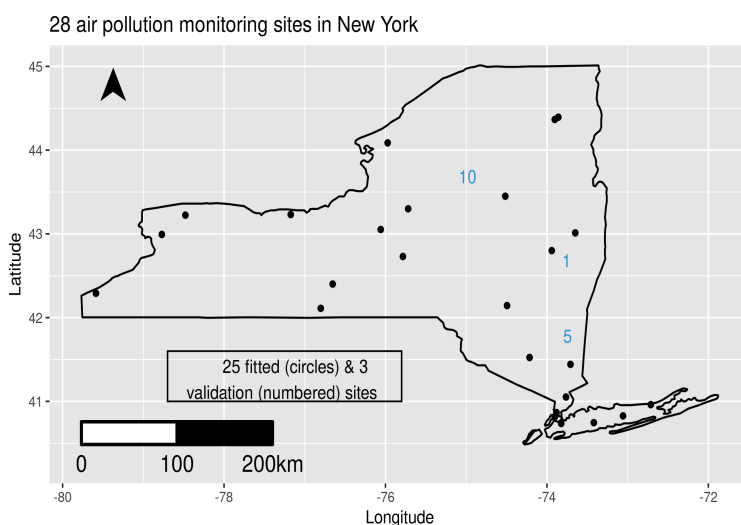 28 air pollution monitoring sites in New York
45
44
43
42
41
Latitude
10
1
5
25 fitted (circles) & 3
validation (numbered) sites
0 100 200km
-80 -78 -76 -74 -72
Longitude